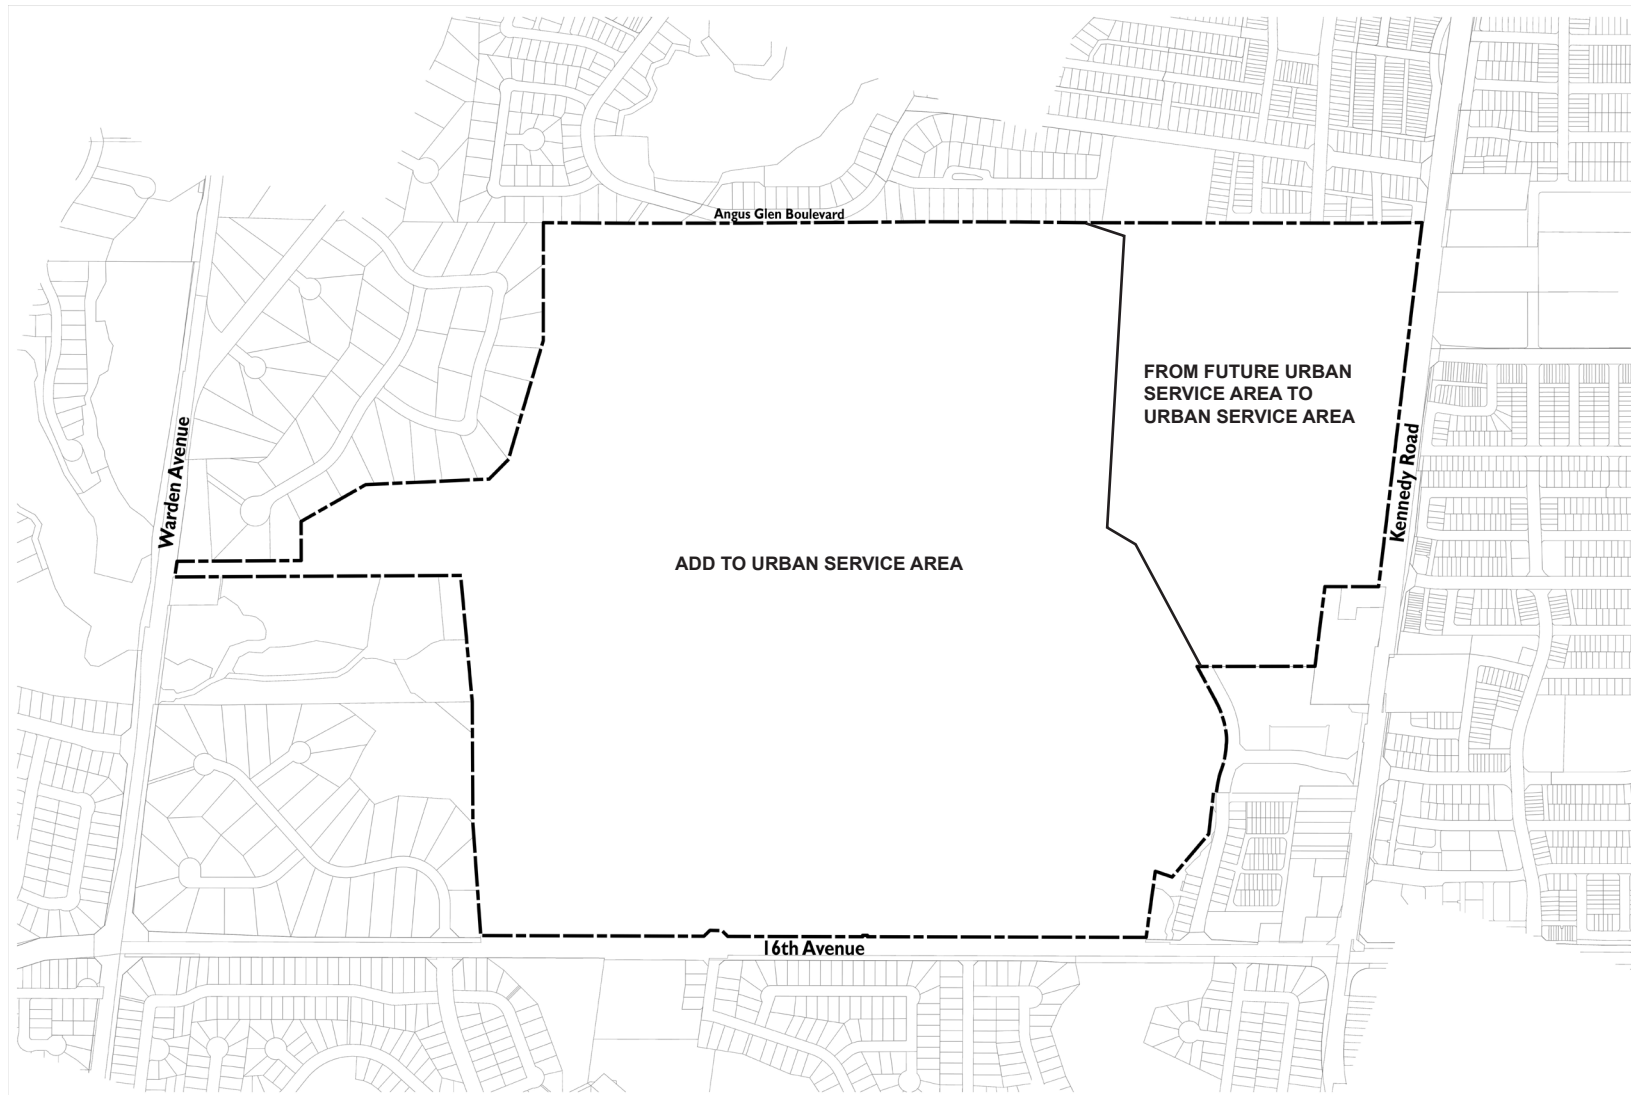 Angus Glen Boulevard
FROM FUTURE URBAN
SERVICE AREA TO
URBAN SERVICE AREA
Warden Avenue
Kennedy Road
ADD TO URBAN SERVICE AREA
16th Avenue